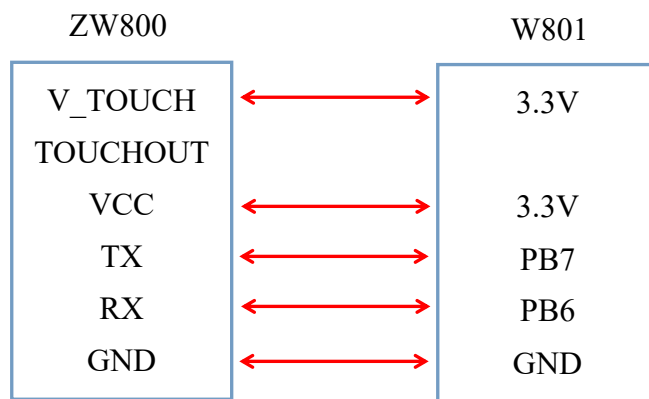 ZW800 W801
V_TOUCH 3.3V
TOUCHOUT
VCC 3.3V
TX PB7
RX PB6
GND GND